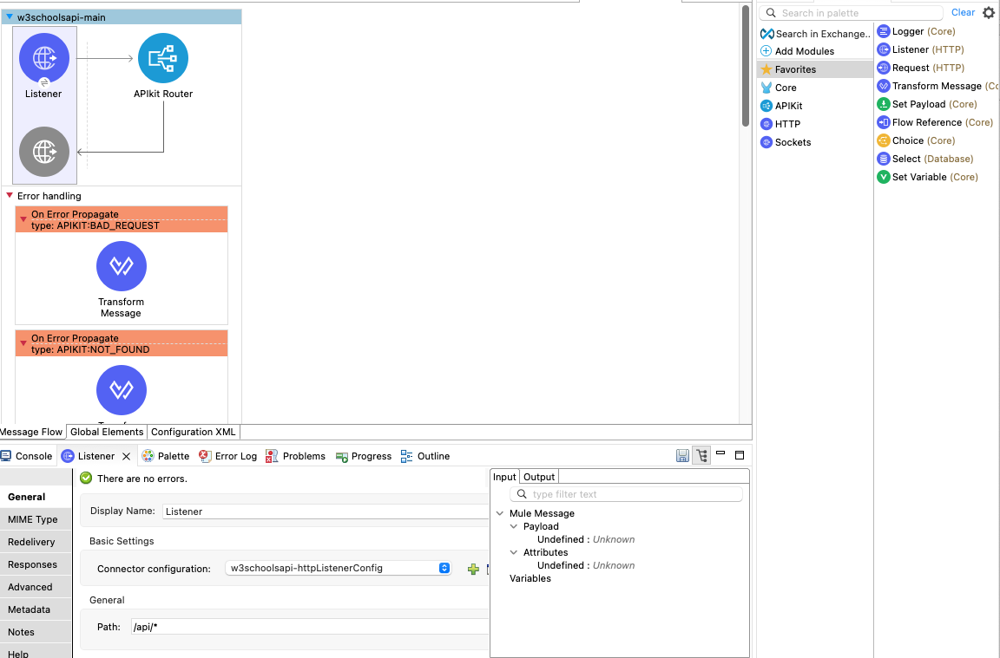 w3schoolsapi-main
Listener
APIkit Router
Error handling
On Error Propagate
type: APIKIT:BAD_REQUEST
Transform
Message
On Error Propagate
type: APIKIT:NOT_FOUND
Message Flow
Global Elements
Configuration XML
Search in palette
Clear
Search in Exchange..
Add Modules
Favorites
Core
APIKit
HTTP
Sockets
Logger (Core)
Listener (HTTP)
Request (HTTP)
Transform Message (Co
Set Payload (Core)
Flow Reference (Core)
Choice (Core)
Select (Database)
Set Variable (Core)
Console
Listener
Palette
Error Log
Problems
Progress
Outline
General
MIME Type
Redelivery
Responses
Advanced
Metadata
Notes
Help
There are no errors.
Display Name: Listener
Basic Settings
Connector configuration: w3schoolsapi-httpListenerConfig
General
Path: /api/*
Input
Output
type filter text
Mule Message
Payload
Undefined : Unknown
Attributes
Undefined : Unknown
Variables